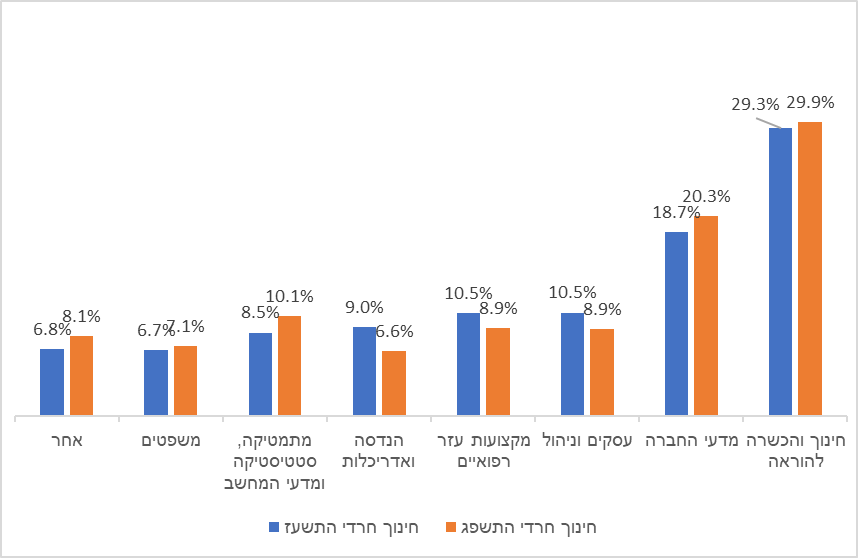 29.3% 29.9%
18.7% 20.3%
10.5% 8.9%
10.5% 8.9%
9.0% 6.6%
8.5% 10.1%
6.7% 7.1%
6.8% 8.1%
חינוך והכשרה
להוראה
מדעי החברה
עסקים וניהול
מקצועות עזר
רפואיים
הנדסה
ואדריכלות
מתמטיקה,
סטטיסטיקה
ומדעי המחשב
משפטים
אחר
חינוך חרדי התשעז
חינוך חרדי התשפג